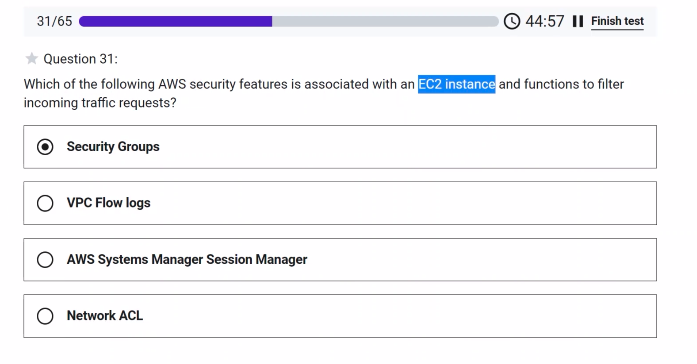 31/65 44:57 Finish test
Question 31:
Which of the following AWS security features is associated with an EC2 instance and functions to filter
incoming traffic requests?
Security Groups
VPC Flow logs
AWS Systems Manager Session Manager
Network ACL